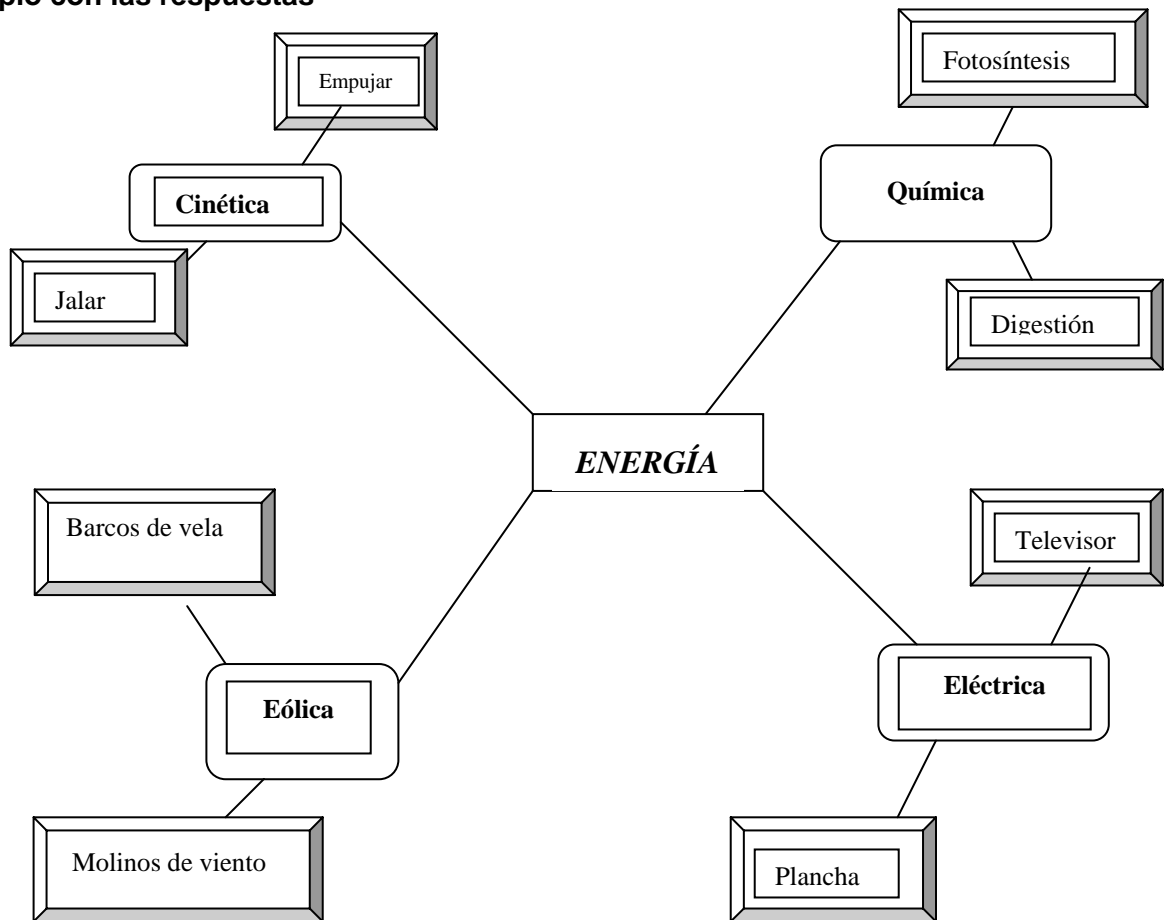 con las respuestas
Empujar
Fotosíntesis
Cinética
Química
Jalar
Digestión
ENERGÍA
Barcos de vela
Televisor
Eólica
Eléctrica
Molinos de viento
Plancha